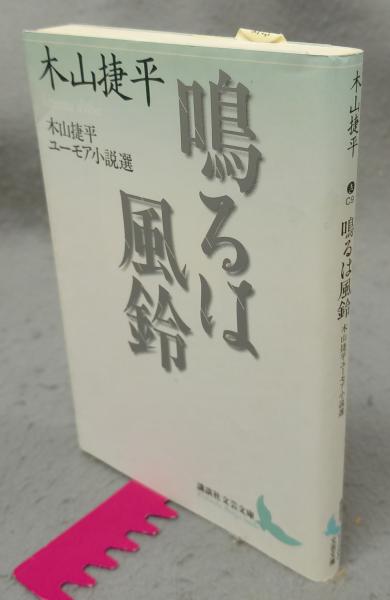 木山捷平
木山捷平
ユーモア小説選
鳴るは
風鈴
講談社文芸文庫
木山捷平
C9
鳴るは風鈴
木山捷平ユーモア小説選